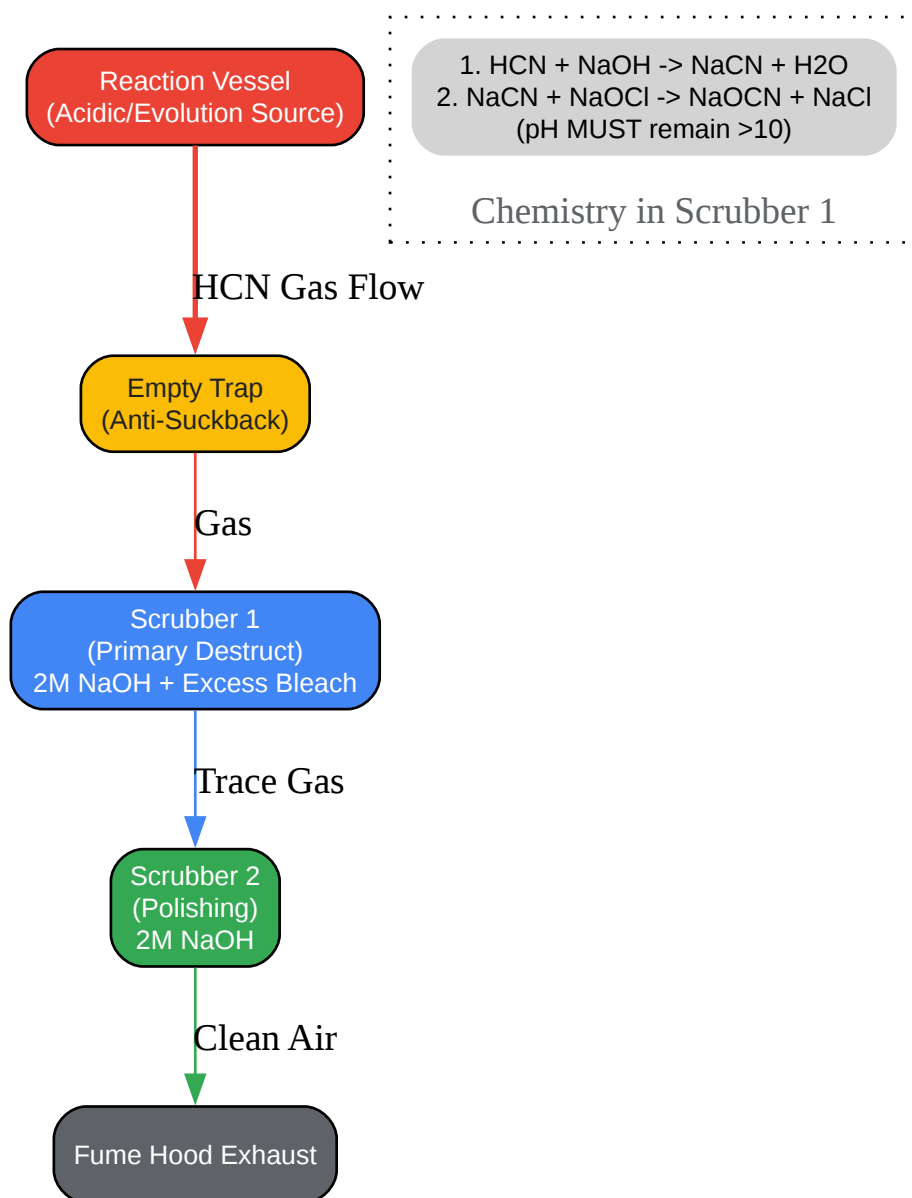 Reaction Vessel
(Acidic/Evolution Source)
1. HCN + NaOH -> NaCN + H2O
2. NaCN + NaOCl -> NaOCN + NaCl
(pH MUST remain >10)
Chemistry in Scrubber 1
HCN Gas Flow
Empty Trap
(Anti-Suckback)
Gas
Scrubber 1
(Primary Destruct)
2M NaOH + Excess Bleach
Trace Gas
Scrubber 2
(Polishing)
2M NaOH
Clean Air
Fume Hood Exhaust